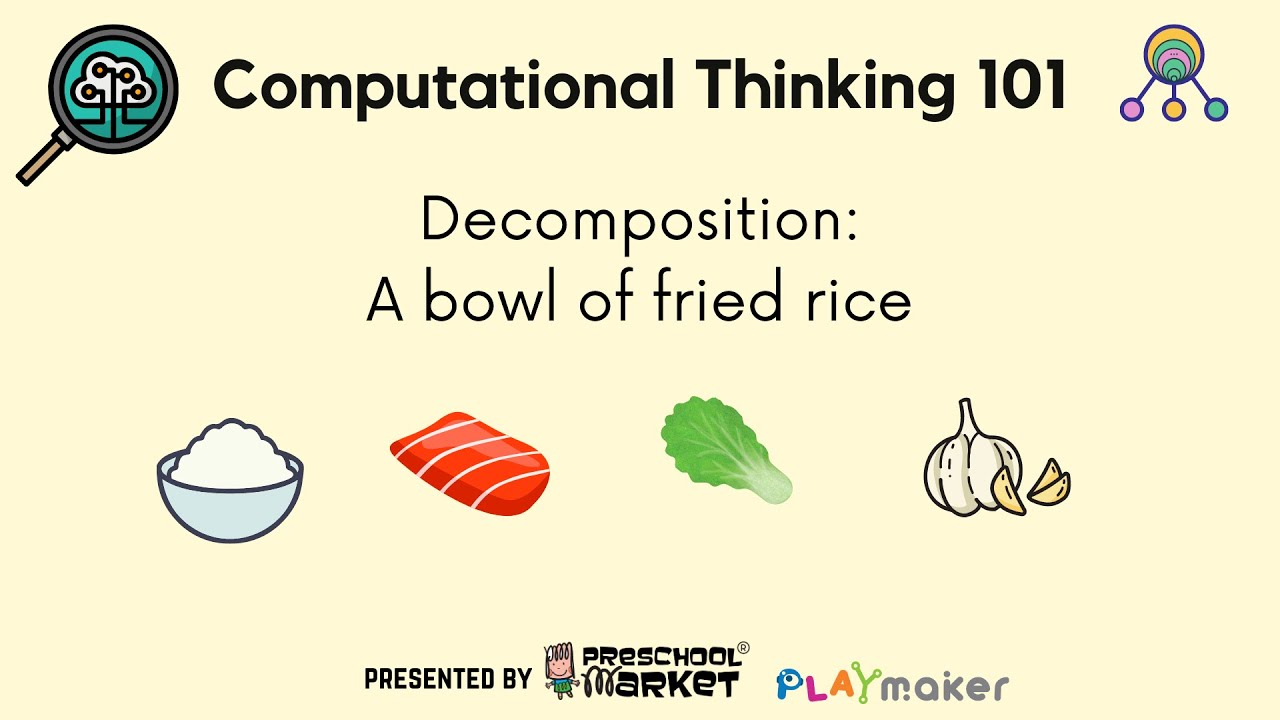 Computational Thinking 101
Decomposition:
A bowl of fried rice
PRESENTED BY PRESCHOOL® MARKET PLAYmaker